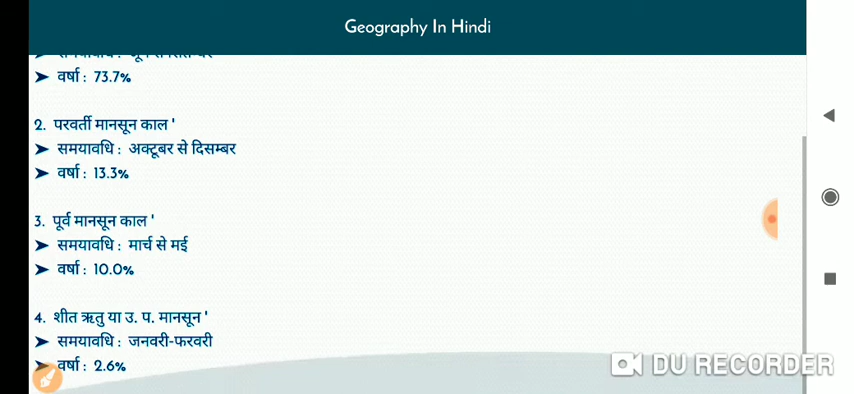 Geography In Hindi
➤ वर्षा : 73.7%
2. परवर्ती मानसून काल '
➤ समयावधि : अक्टूबर से दिसम्बर
➤ वर्षा : 13.3%
3. पूर्व मानसून काल '
➤ समयावधि : मार्च से मई
➤ वर्षा : 10.0%
4. शीत ऋतु या उ. प. मानसून '
➤ समयावधि : जनवरी-फरवरी
➤ वर्षा : 2.6%
DU RECORDER